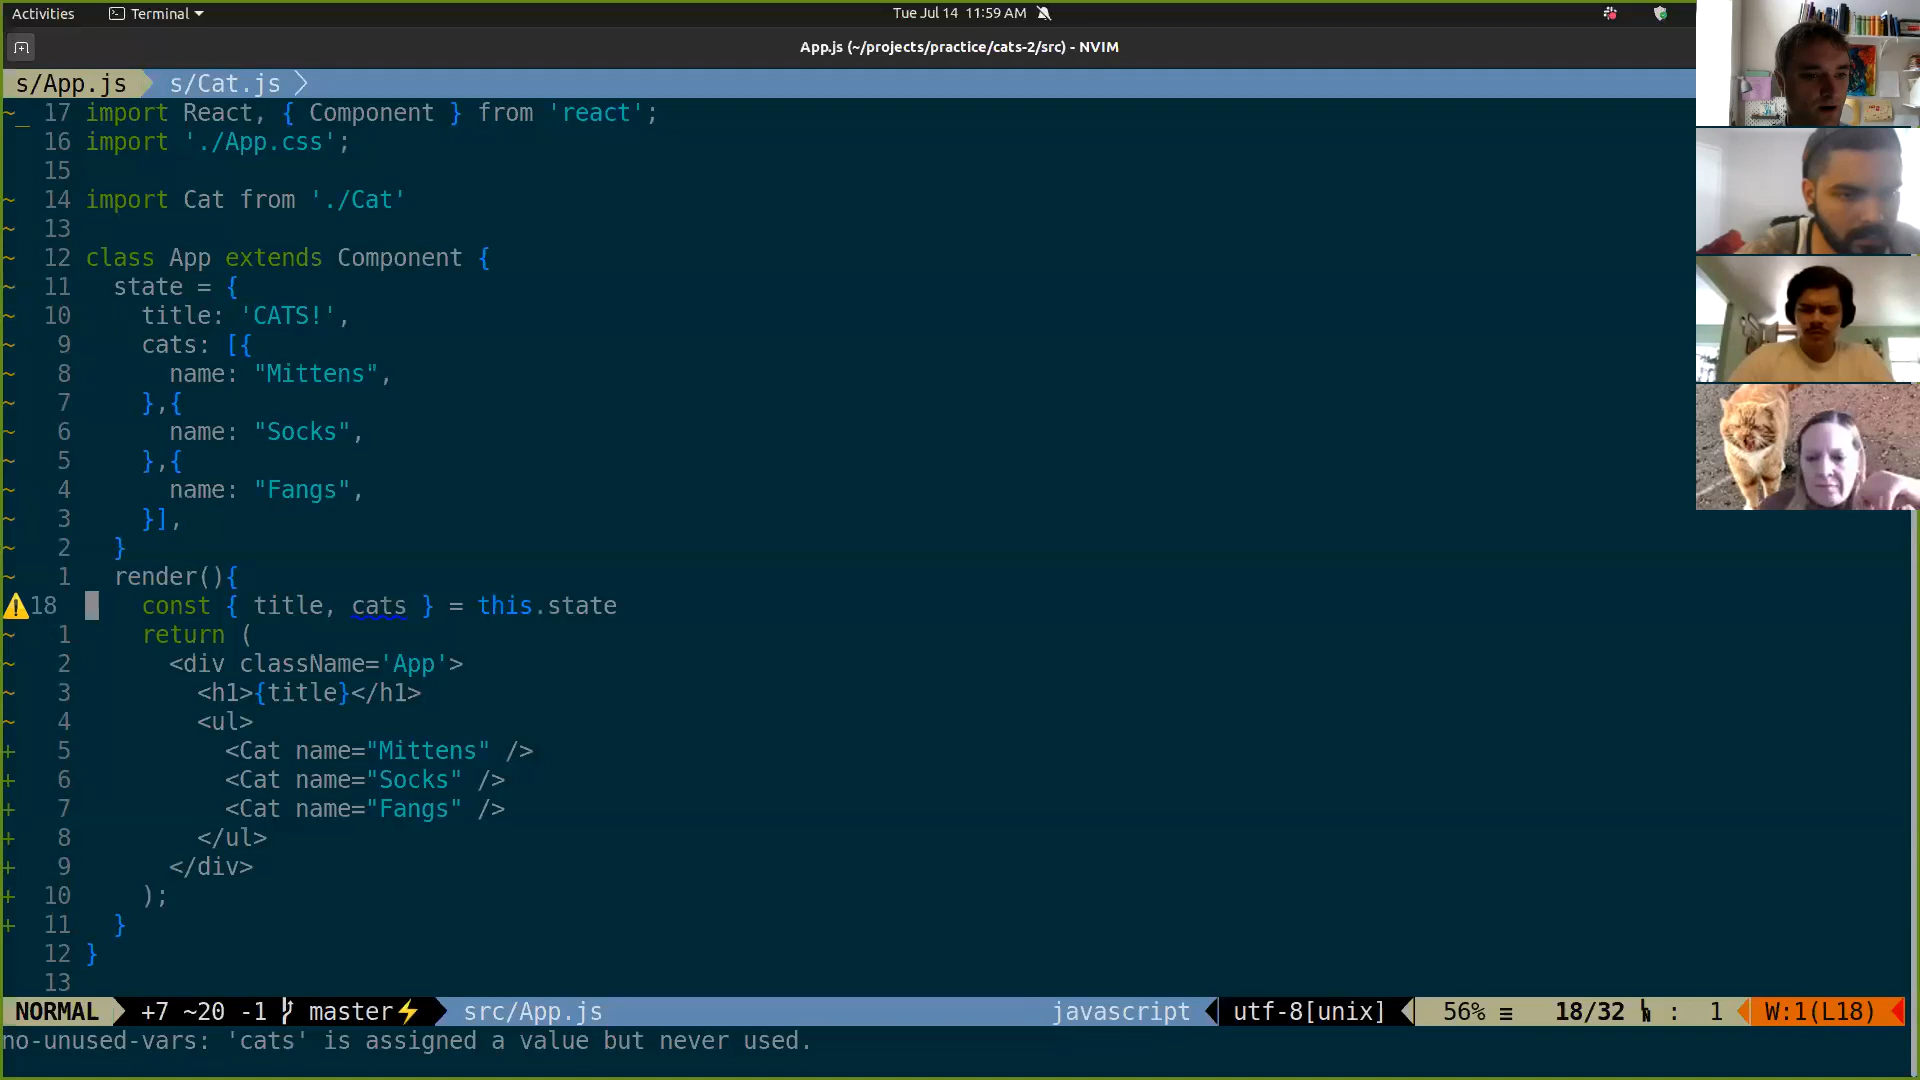 Activities Terminal Tue Jul 14 11:59 AM
App.js (~/projects/practice/cats-2/src) - NVIM
s/App.js s/Cat.js
~ 17 import React, { Component } from 'react';
_ 16 import './App.css';
15
~ 14 import Cat from './Cat'
~ 13
~ 12 class App extends Component {
~ 11 state = {
~ 10 title: 'CATS!',
~ 9 cats: [{
~ 8 name: "Mittens",
~ 7 },{
~ 6 name: "Socks",
~ 5 },{
~ 4 name: "Fangs",
~ 3 }],
~ 2 }
~ 1 render(){
18 const { title, cats } = this.state
~ 1 return (
~ 2 <div className='App'>
~ 3 <h1>{title}</h1>
~ 4 <ul>
+ 5 <Cat name="Mittens" />
+ 6 <Cat name="Socks" />
+ 7 <Cat name="Fangs" />
+ 8 </ul>
+ 9 </div>
+ 10 );
+ 11 }
12 }
13
NORMAL +7 ~20 -1 master⚡ src/App.js javascript utf-8[unix] 56% ≡ 18/32 : 1 W:1(L18)
no-unused-vars: 'cats' is assigned a value but never used.